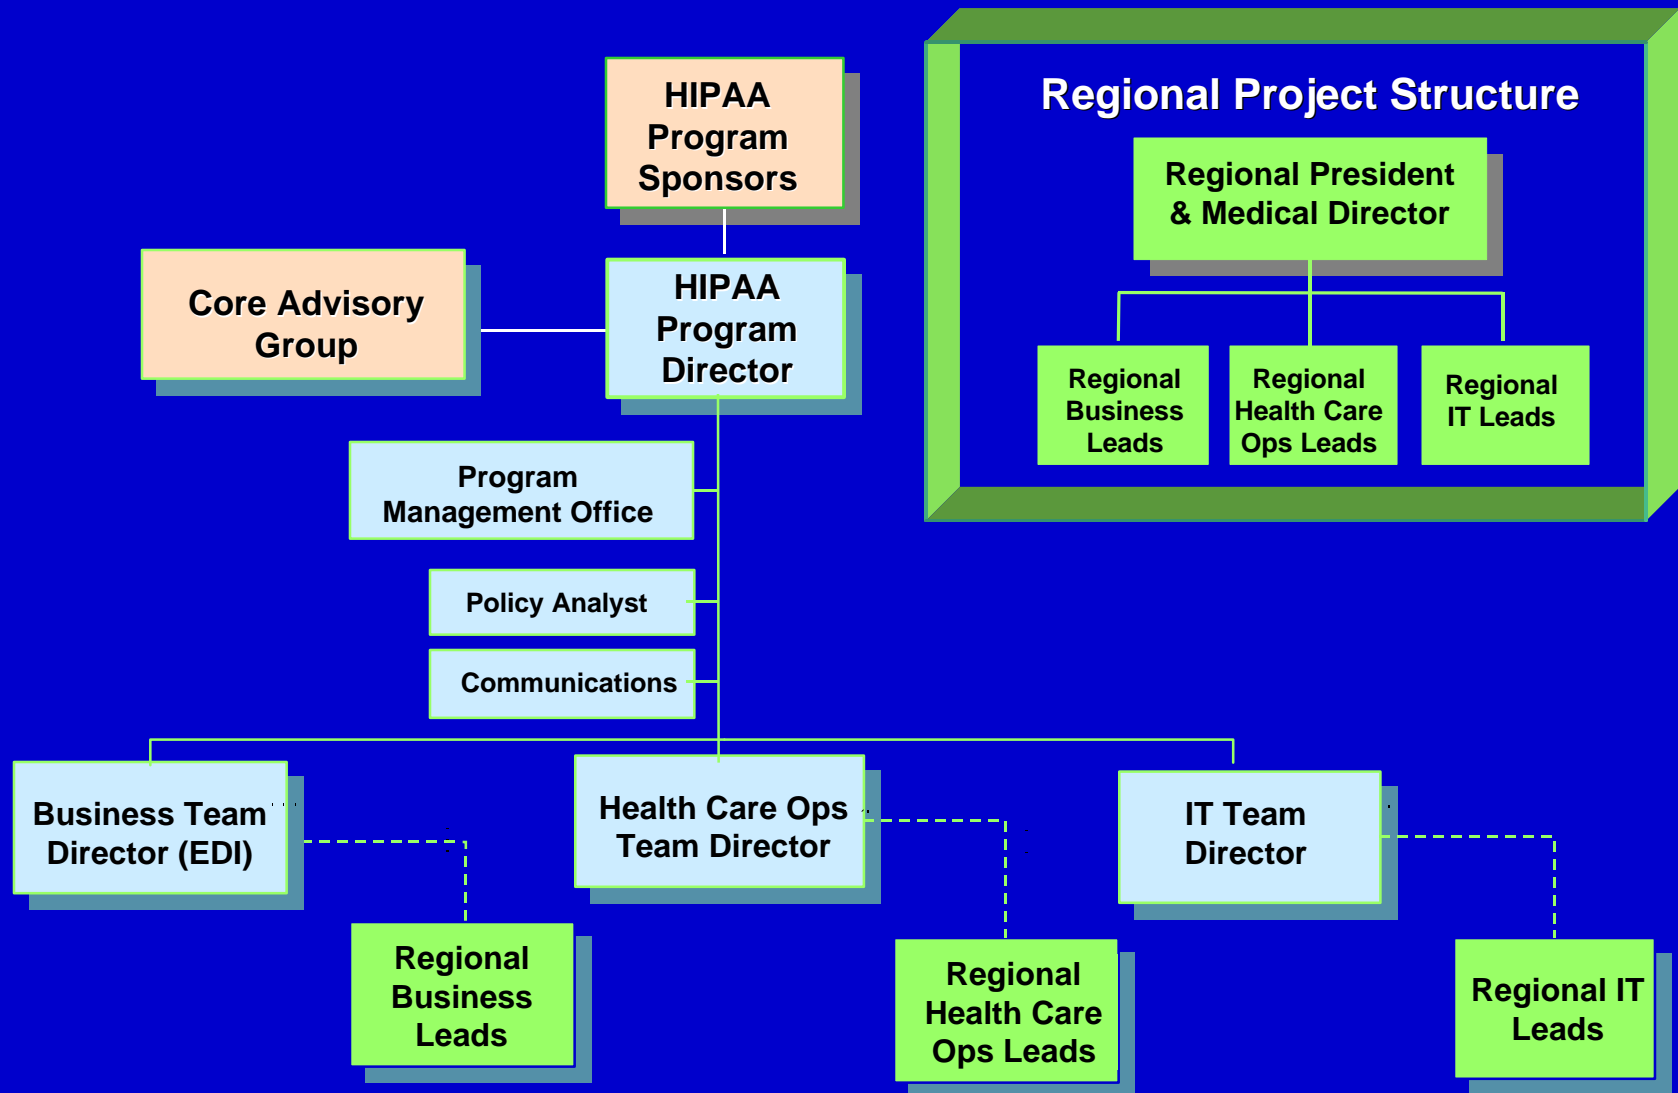 HIPAA
Program
Sponsors
Core Advisory
Group
HIPAA
Program
Director
Program
Management Office
Policy Analyst
Communications
Business Team
Director (EDI)
Health Care Ops
Team Director
IT Team
Director
Regional
Business
Leads
Regional
Health Care
Ops Leads
Regional IT
Leads
Regional Project Structure
Regional President
& Medical Director
Regional
Business
Leads
Regional
Health Care
Ops Leads
Regional
IT Leads